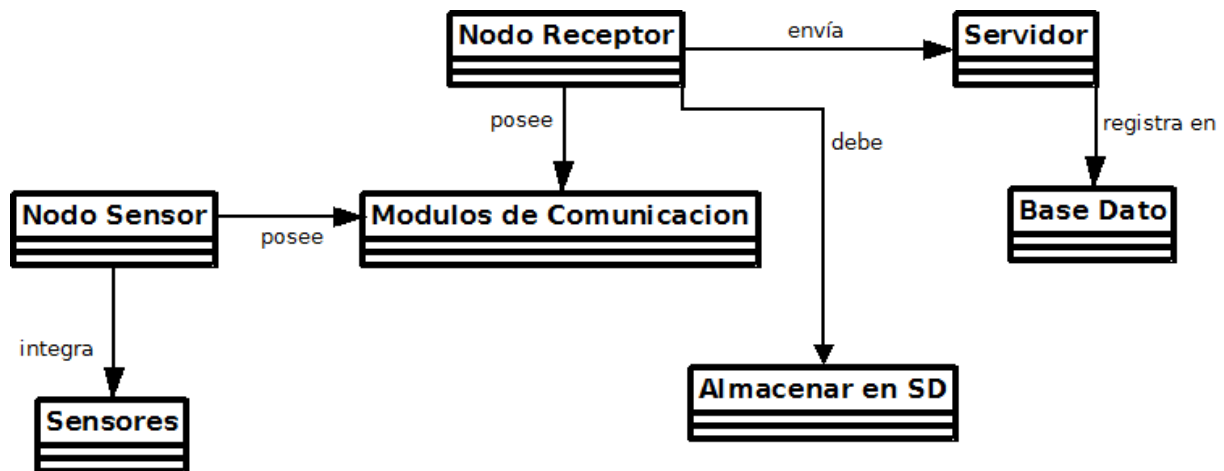 Nodo Receptor
envía
Servidor
posee
debe
registra en
Nodo Sensor
posee
Modulos de Comunicacion
Base Dato
integra
Almacenar en SD
Sensores